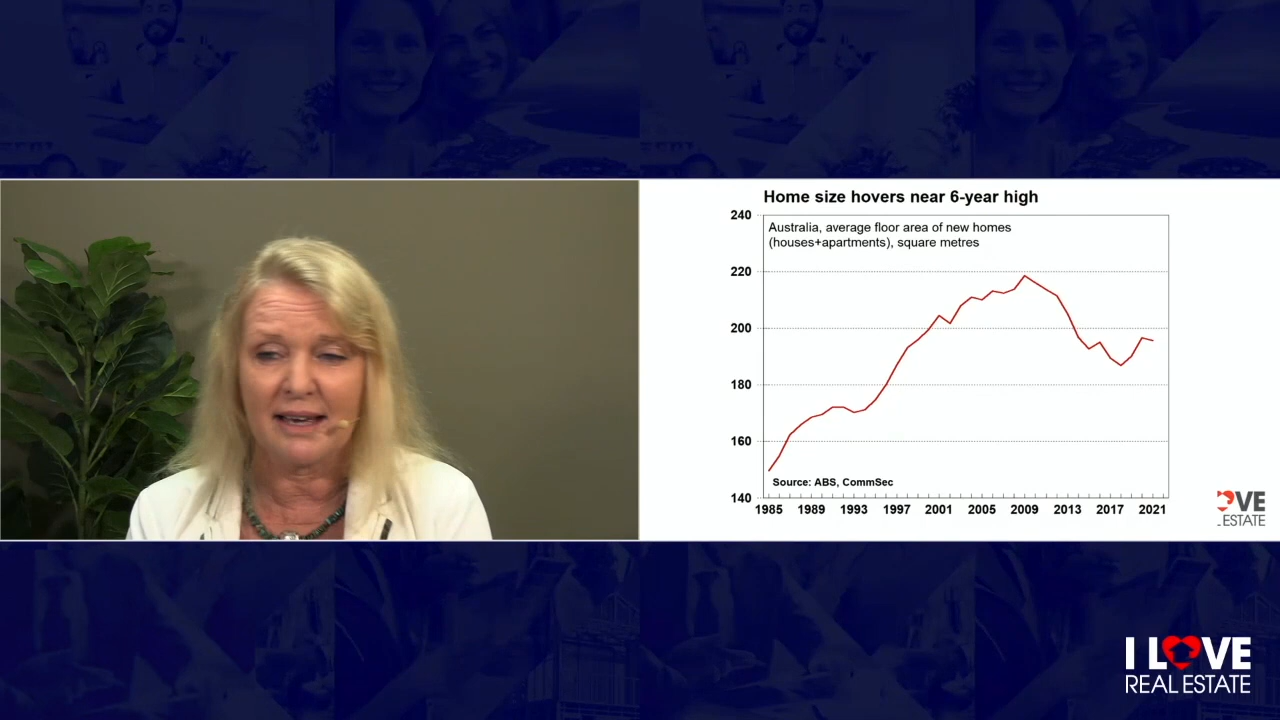 Home size hovers near 6-year high
240
Australia, average floor area of new homes
(houses+apartments), square metres
220
200
180
160
Source: ABS, CommSec
140
1985 1989 1993 1997 2001 2005 2009 2013 2017 2021
OVE
ESTATE
I LOVE
REAL ESTATE